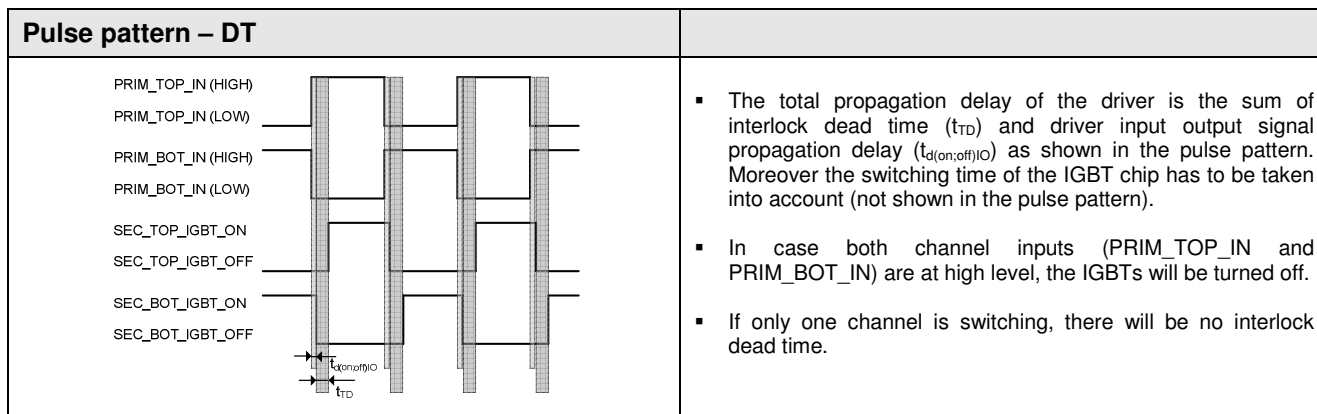 Pulse pattern – DT
PRIM_TOP_IN (HIGH)
PRIM_TOP_IN (LOW)
PRIM_BOT_IN (HIGH)
PRIM_BOT_IN (LOW)
SEC_TOP_IGBT_ON
SEC_TOP_IGBT_OFF
SEC_BOT_IGBT_ON
SEC_BOT_IGBT_OFF
td(on;off)IO
tTD
▪ The total propagation delay of the driver is the sum of
interlock dead time (tTD) and driver input output signal
propagation delay (td(on;off)IO) as shown in the pulse pattern.
Moreover the switching time of the IGBT chip has to be taken
into account (not shown in the pulse pattern).
▪ In case both channel inputs (PRIM_TOP_IN and
PRIM_BOT_IN) are at high level, the IGBTs will be turned off.
▪ If only one channel is switching, there will be no interlock
dead time.